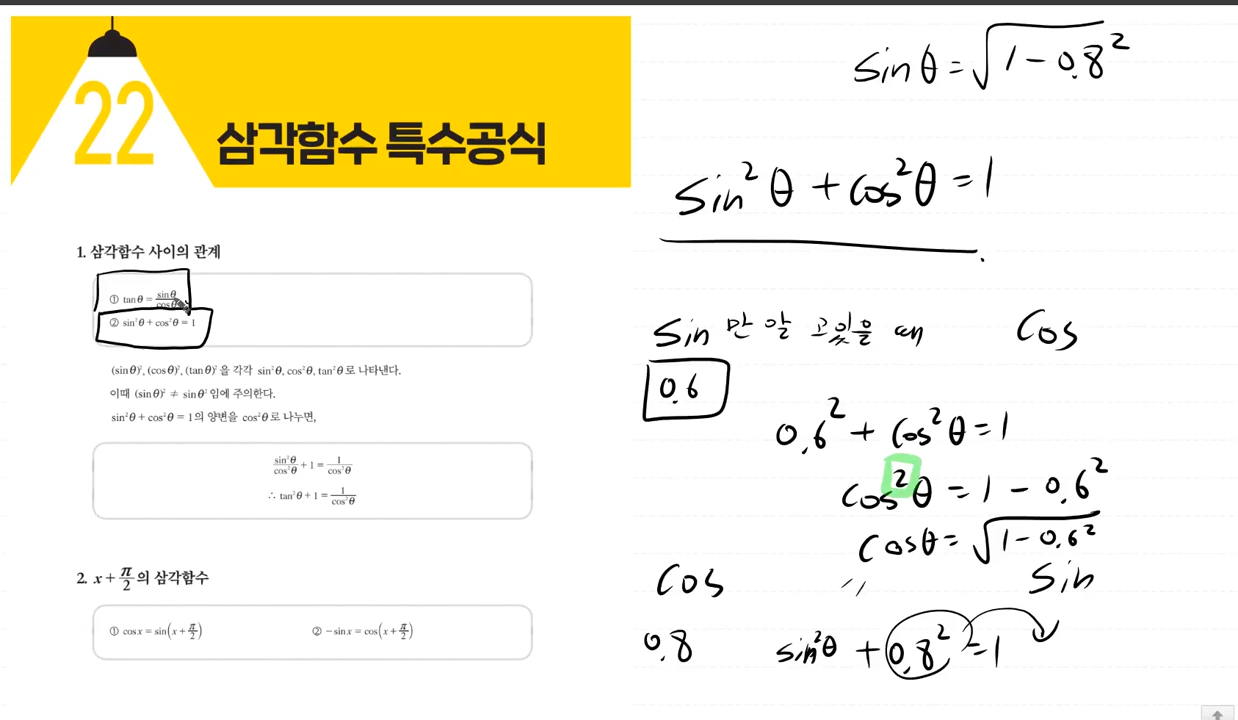 22
삼각함수 특수공식
1. 삼각함수 사이의 관계
① tanθ = sinθ/cosθ
② sin²θ + cos²θ = 1
(sinθ)², (cosθ)², (tanθ)² 을 각각 sin²θ, cos²θ, tan²θ로 나타낸다.
이때 (sinθ)² ≠ sinθ² 임에 주의한다.
sin²θ + cos²θ = 1의 양변을 cos²θ로 나누면,
sin²θ/cos²θ + 1 = 1/cos²θ
∴ tan²θ + 1 = 1/cos²θ
2. x + π/2 의 삼각함수
① cosx = sin(x + π/2)
② −sinx = cos(x + π/2)
sinθ = √1 − 0.8²
sin²θ + cos²θ = 1
sin 만 알고있을 때 cos
0.6
0.6² + cos²θ = 1
cos²θ = 1 − 0.6²
cosθ = √1 − 0.6²
cos 〃 sin
0.8 sin²θ + 0.8² = 1